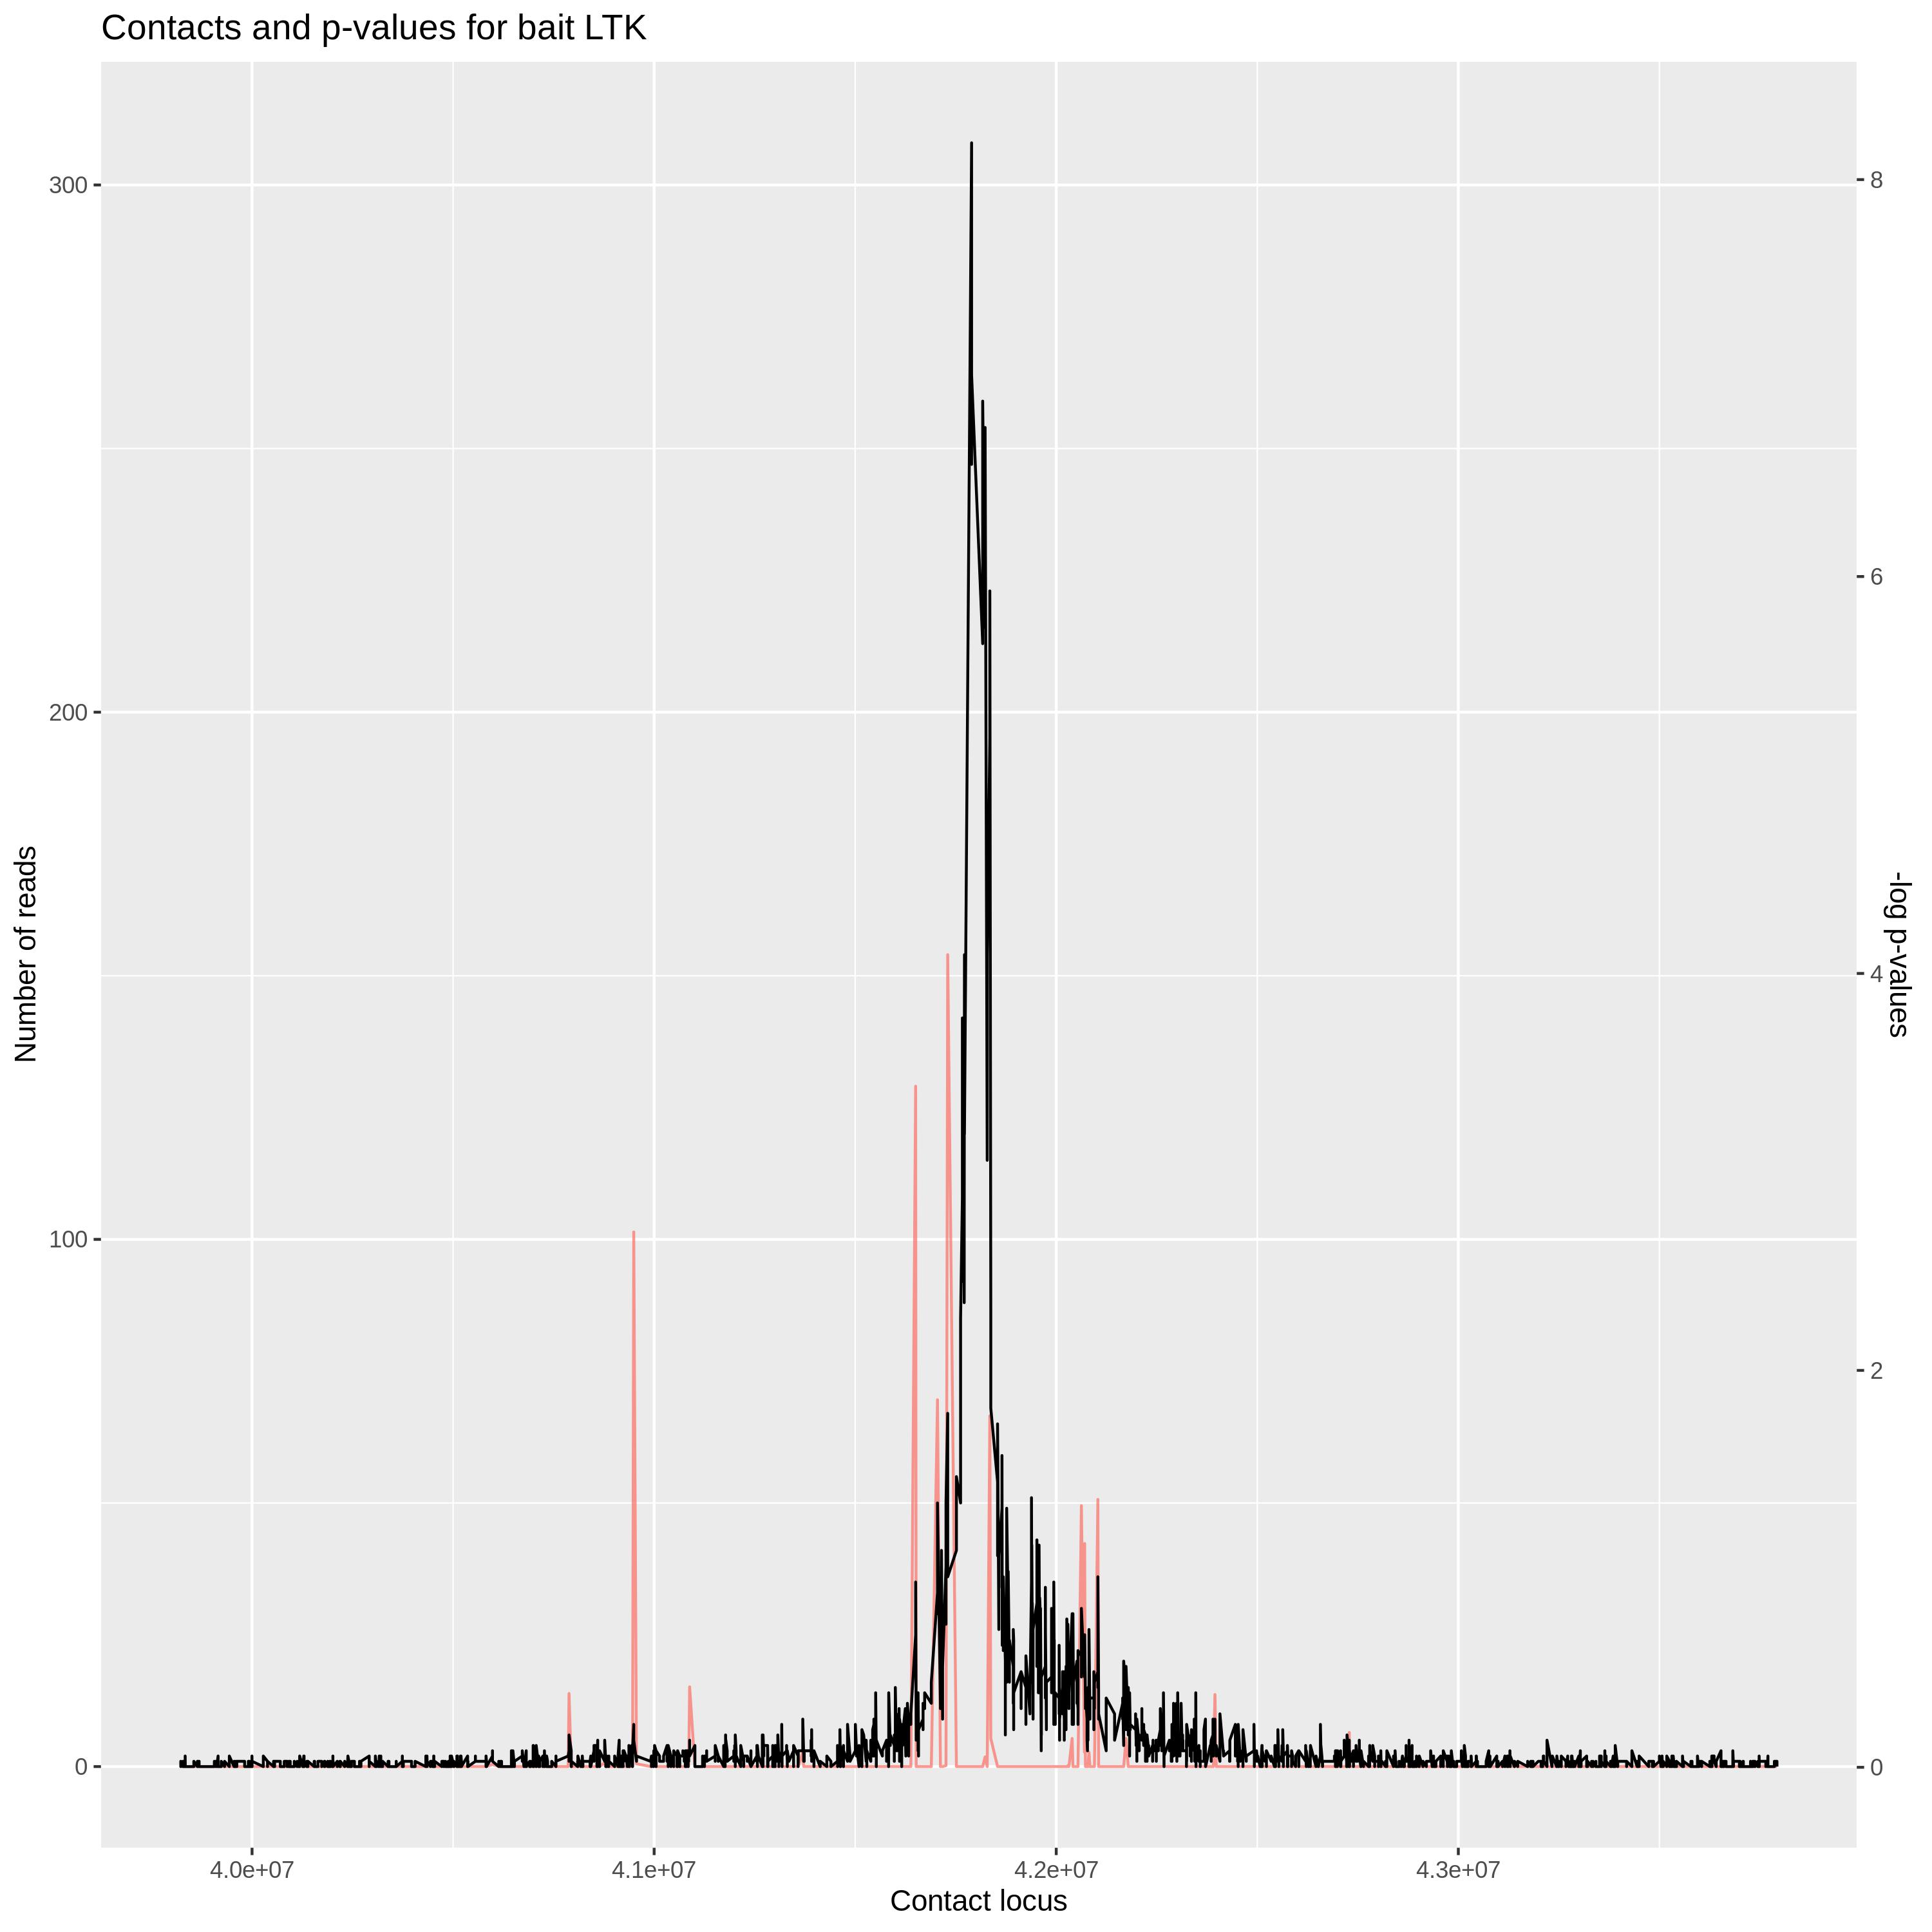 Contacts and p-values for bait LTK
300
200
100
0
Number of reads
8
6
4
2
0
-log p-values
4.0e+07
4.1e+07
4.2e+07
4.3e+07
Contact locus